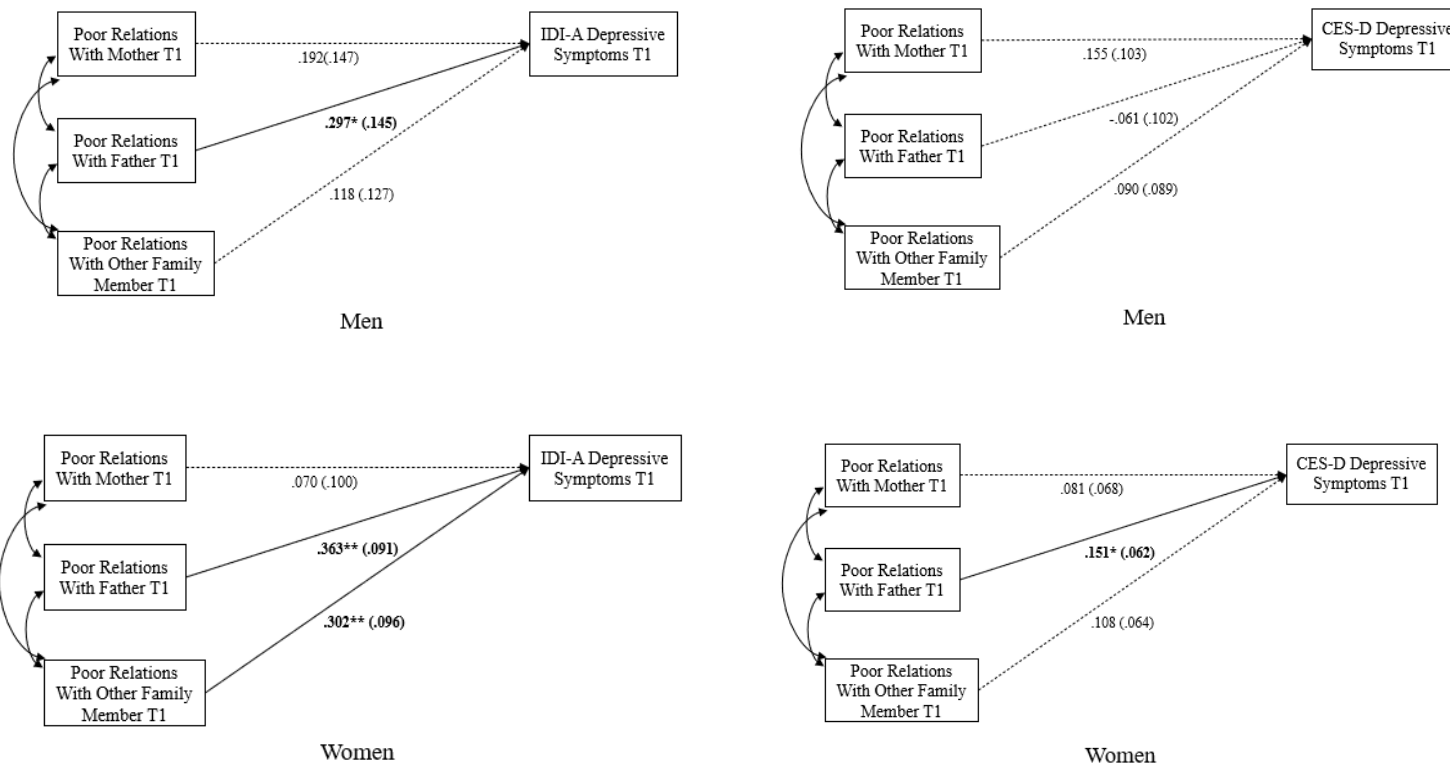 Poor Relations
With Mother T1
IDI-A Depressive
Symptoms T1
.192(.147)
Poor Relations
With Father T1
.297* (.145)
.118 (.127)
Poor Relations
With Other Family
Member T1
Men
Poor Relations
With Mother T1
CES-D Depressive
Symptoms T1
.155 (.103)
Poor Relations
With Father T1
-.061 (.102)
.090 (.089)
Poor Relations
With Other Family
Member T1
Men
Poor Relations
With Mother T1
IDI-A Depressive
Symptoms T1
.070 (.100)
Poor Relations
With Father T1
.363** (.091)
.302** (.096)
Poor Relations
With Other Family
Member T1
Women
Poor Relations
With Mother T1
CES-D Depressive
Symptoms T1
.081 (.068)
Poor Relations
With Father T1
.151* (.062)
.108 (.064)
Poor Relations
With Other Family
Member T1
Women